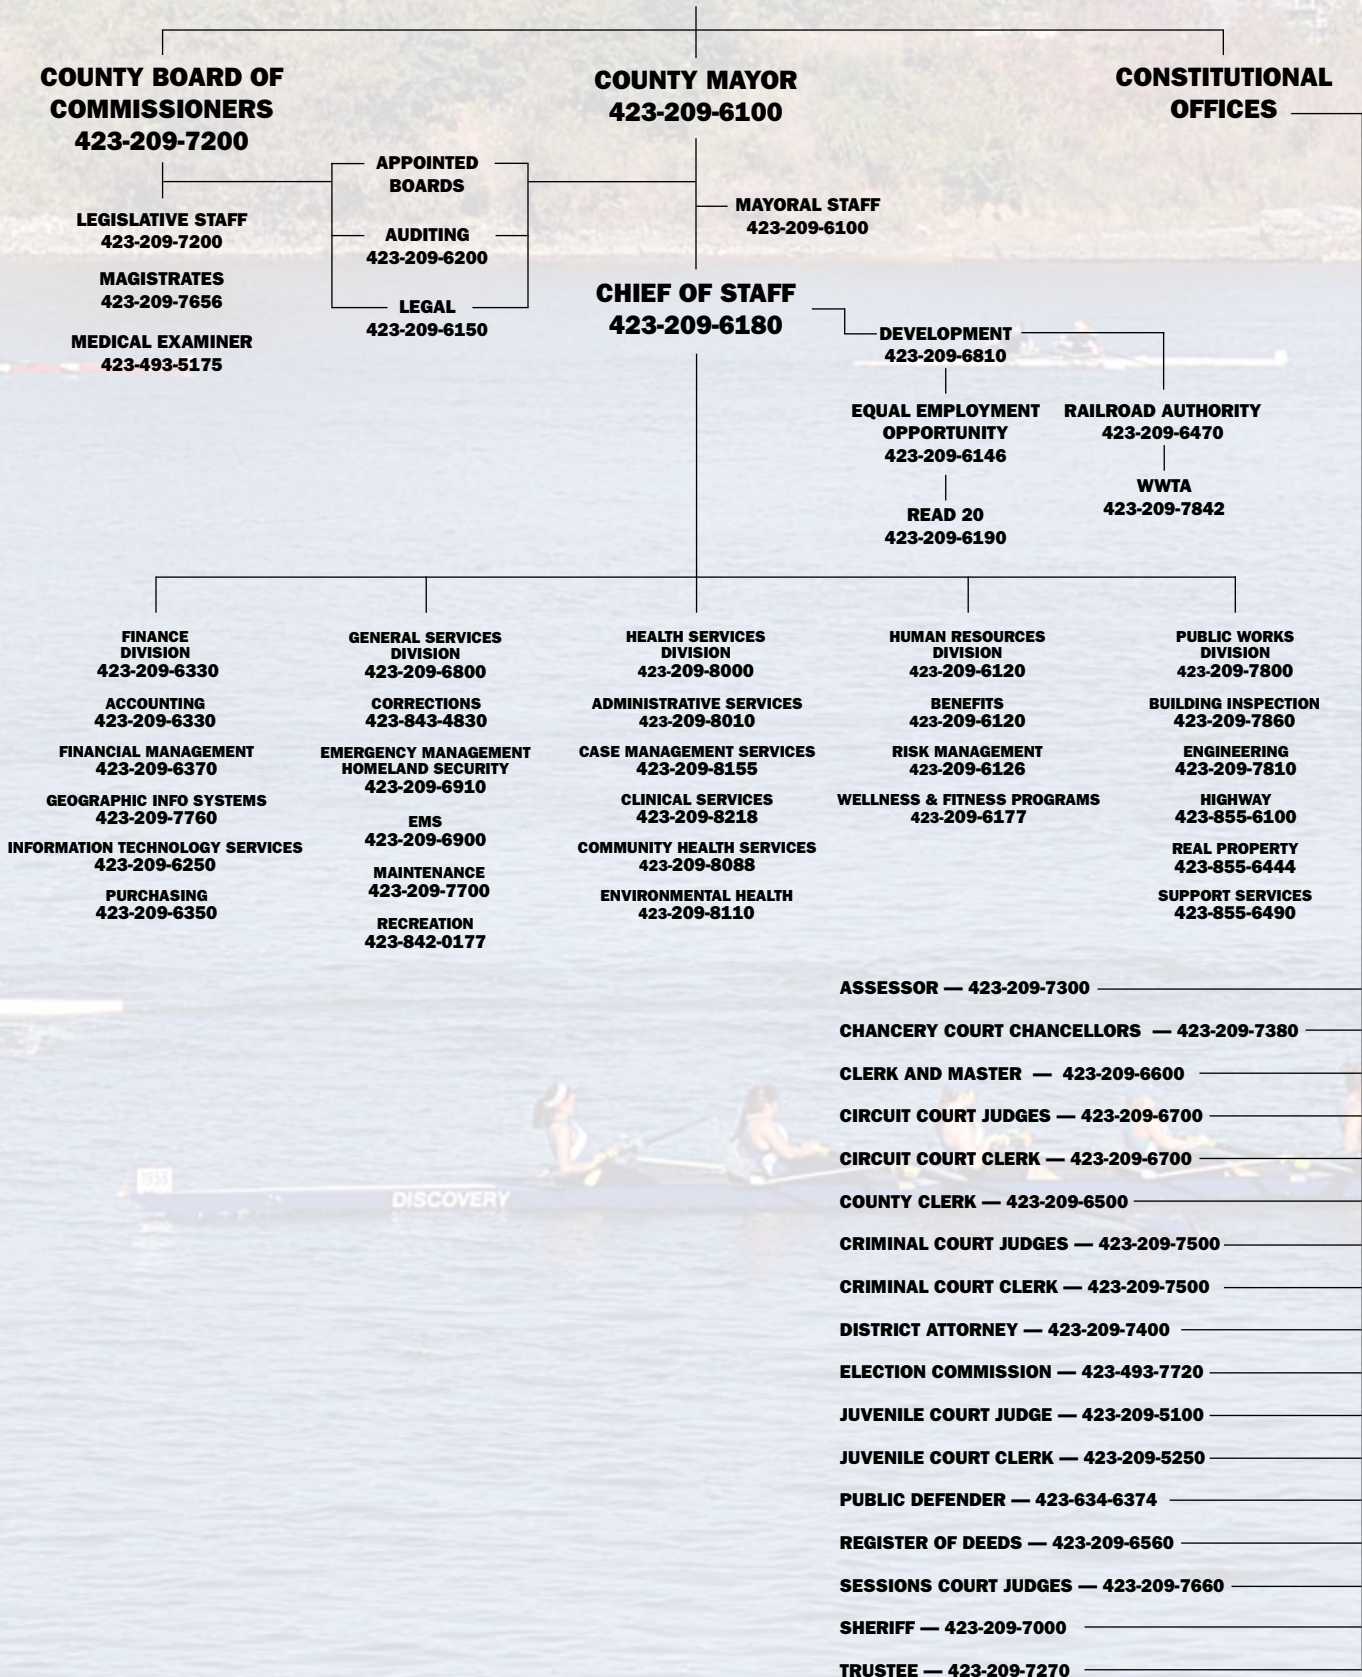 COUNTY BOARD OF
COMMISSIONERS
423-209-7200
COUNTY MAYOR
423-209-6100
CONSTITUTIONAL
OFFICES
LEGISLATIVE STAFF
423-209-7200
MAGISTRATES
423-209-7656
MEDICAL EXAMINER
423-493-5175
APPOINTED
BOARDS
AUDITING
423-209-6200
LEGAL
423-209-6150
MAYORAL STAFF
423-209-6100
CHIEF OF STAFF
423-209-6180
DEVELOPMENT
423-209-6810
EQUAL EMPLOYMENT
OPPORTUNITY
423-209-6146
READ 20
423-209-6190
RAILROAD AUTHORITY
423-209-6470
WWTA
423-209-7842
FINANCE
DIVISION
423-209-6330
ACCOUNTING
423-209-6330
FINANCIAL MANAGEMENT
423-209-6370
GEOGRAPHIC INFO SYSTEMS
423-209-7760
INFORMATION TECHNOLOGY SERVICES
423-209-6250
PURCHASING
423-209-6350
GENERAL SERVICES
DIVISION
423-209-6800
CORRECTIONS
423-843-4830
EMERGENCY MANAGEMENT
HOMELAND SECURITY
423-209-6910
EMS
423-209-6900
MAINTENANCE
423-209-7700
RECREATION
423-842-0177
HEALTH SERVICES
DIVISION
423-209-8000
ADMINISTRATIVE SERVICES
423-209-8010
CASE MANAGEMENT SERVICES
423-209-8155
CLINICAL SERVICES
423-209-8218
COMMUNITY HEALTH SERVICES
423-209-8088
ENVIRONMENTAL HEALTH
423-209-8110
HUMAN RESOURCES
DIVISION
423-209-6120
BENEFITS
423-209-6120
RISK MANAGEMENT
423-209-6126
WELLNESS & FITNESS PROGRAMS
423-209-6177
PUBLIC WORKS
DIVISION
423-209-7800
BUILDING INSPECTION
423-209-7860
ENGINEERING
423-209-7810
HIGHWAY
423-855-6100
REAL PROPERTY
423-855-6444
SUPPORT SERVICES
423-855-6490
ASSESSOR — 423-209-7300
CHANCERY COURT CHANCELLORS — 423-209-7380
CLERK AND MASTER — 423-209-6600
CIRCUIT COURT JUDGES — 423-209-6700
CIRCUIT COURT CLERK — 423-209-6700
COUNTY CLERK — 423-209-6500
CRIMINAL COURT JUDGES — 423-209-7500
CRIMINAL COURT CLERK — 423-209-7500
DISTRICT ATTORNEY — 423-209-7400
ELECTION COMMISSION — 423-493-7720
JUVENILE COURT JUDGE — 423-209-5100
JUVENILE COURT CLERK — 423-209-5250
PUBLIC DEFENDER — 423-634-6374
REGISTER OF DEEDS — 423-209-6560
SESSIONS COURT JUDGES — 423-209-7660
SHERIFF — 423-209-7000
TRUSTEE — 423-209-7270
DISCOVERY